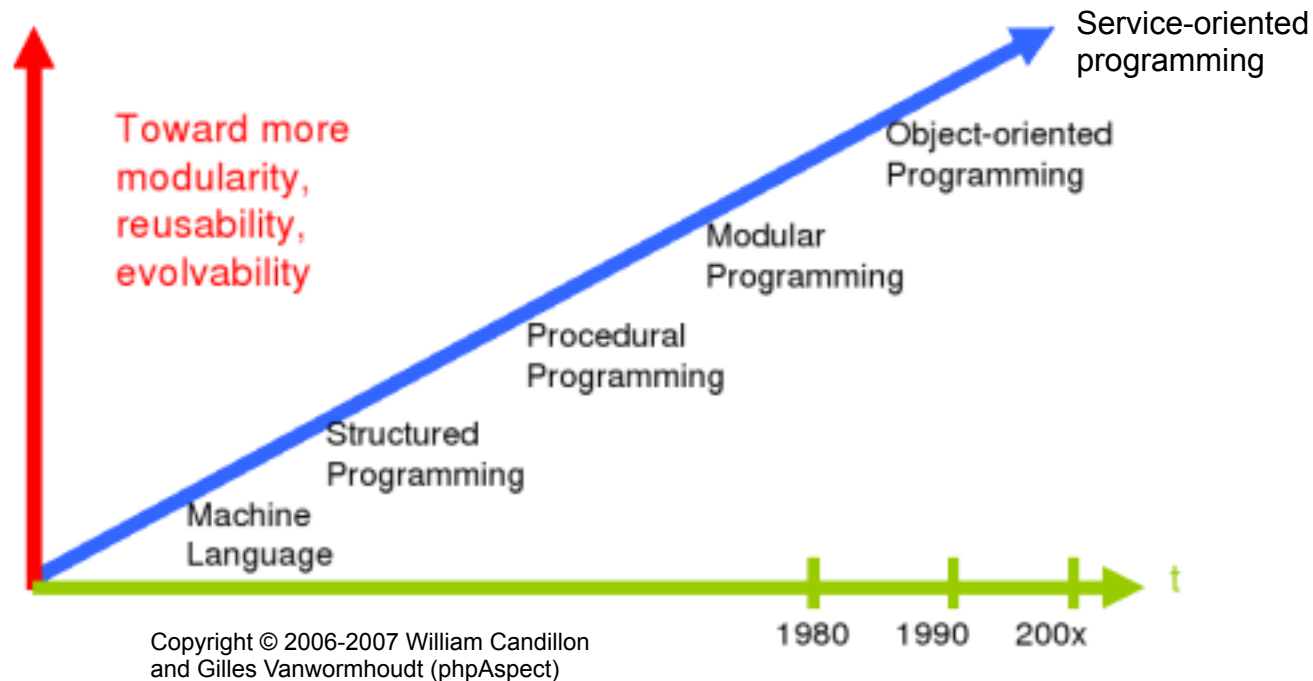 Service-oriented
programming
Toward more
modularity,
reusability,
evolvability
Object-oriented
Programming
Modular
Programming
Procedural
Programming
Structured
Programming
Machine
Language
t
1980 1990 200x
Copyright © 2006-2007 William Candillon
and Gilles Vanwormhoudt (phpAspect)